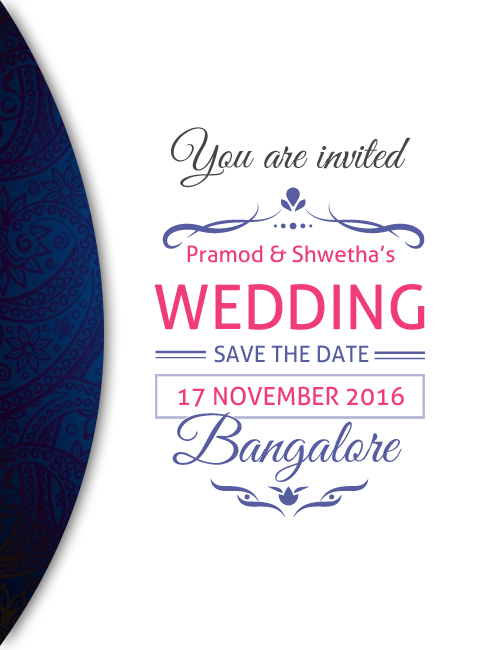 You are invited
Pramod & Shwetha's
WEDDING
SAVE THE DATE
17 NOVEMBER 2016
Bangalore